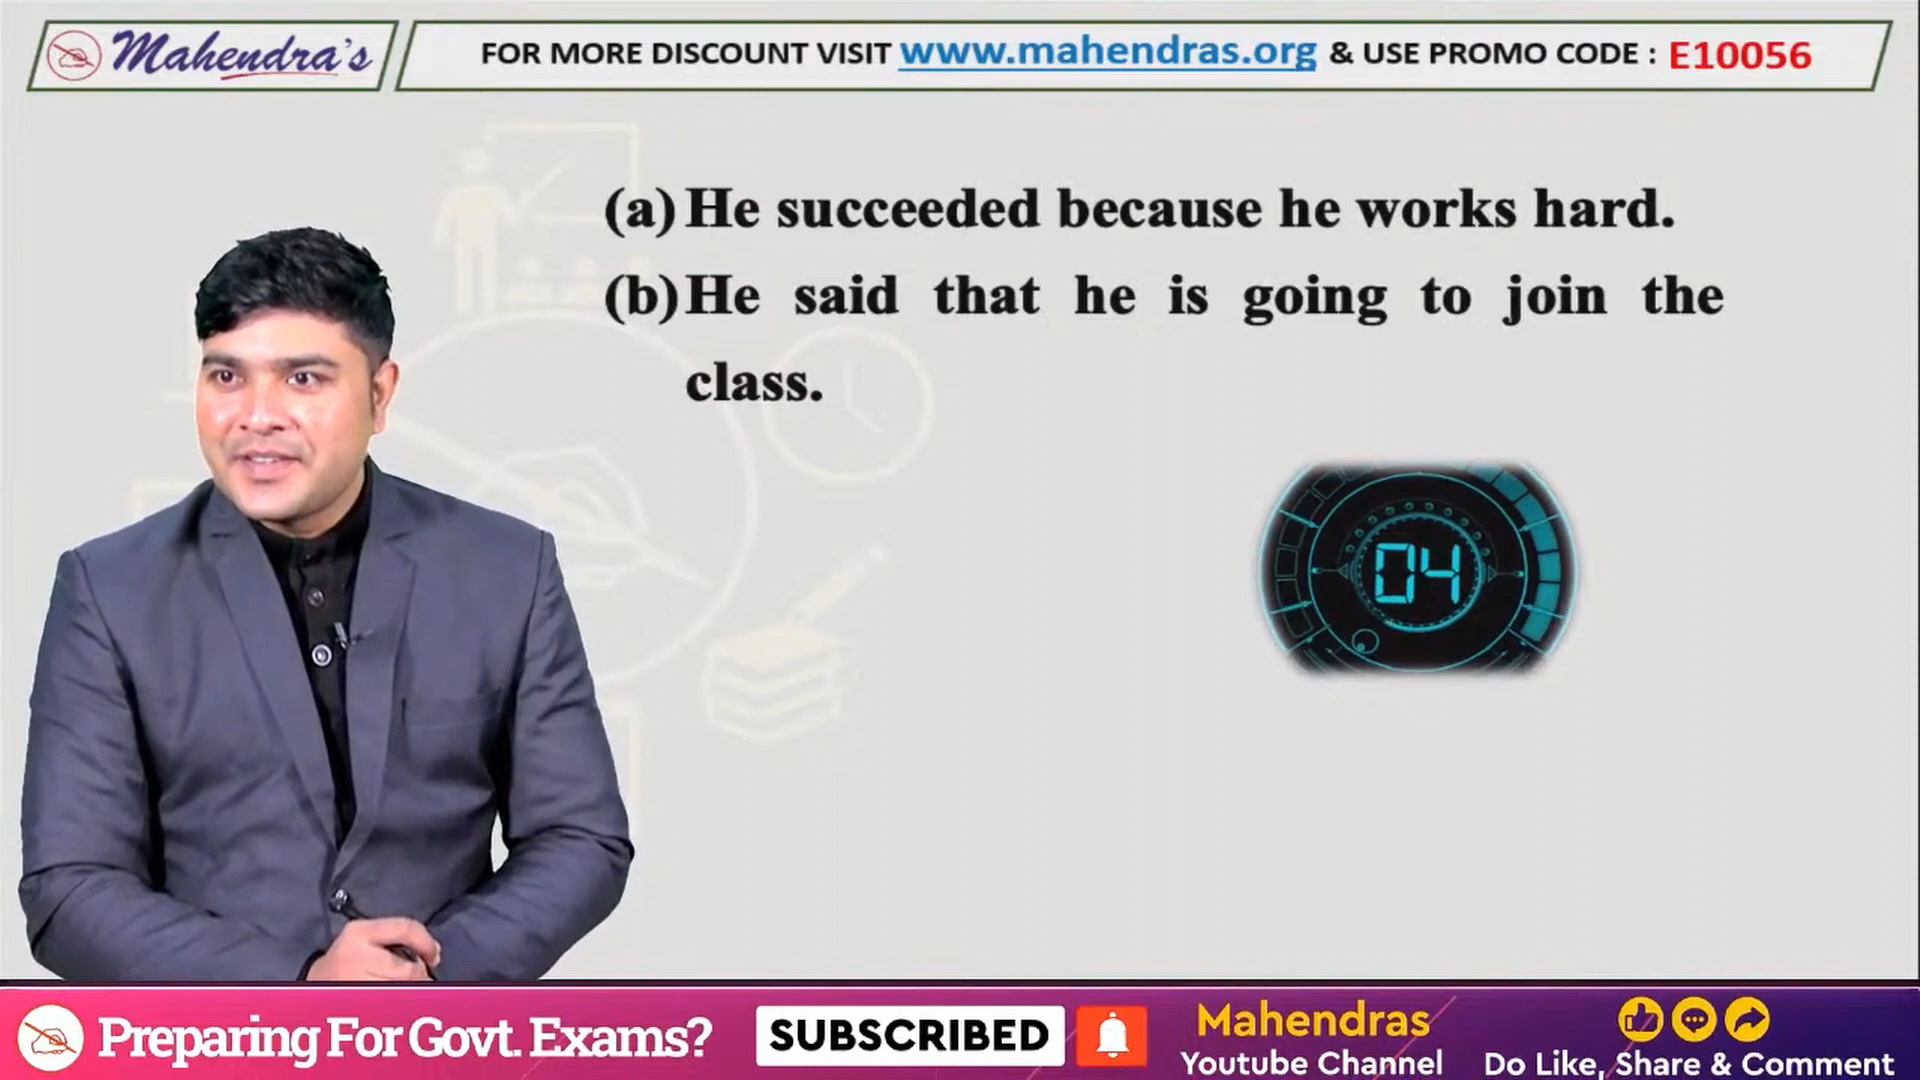 Mahendra's
FOR MORE DISCOUNT VISIT www.mahendras.org & USE PROMO CODE : E10056
(a) He succeeded because he works hard.
(b) He said that he is going to join the
class.
04
Preparing For Govt. Exams?
SUBSCRIBED
Mahendras
Youtube Channel
Do Like, Share & Comment